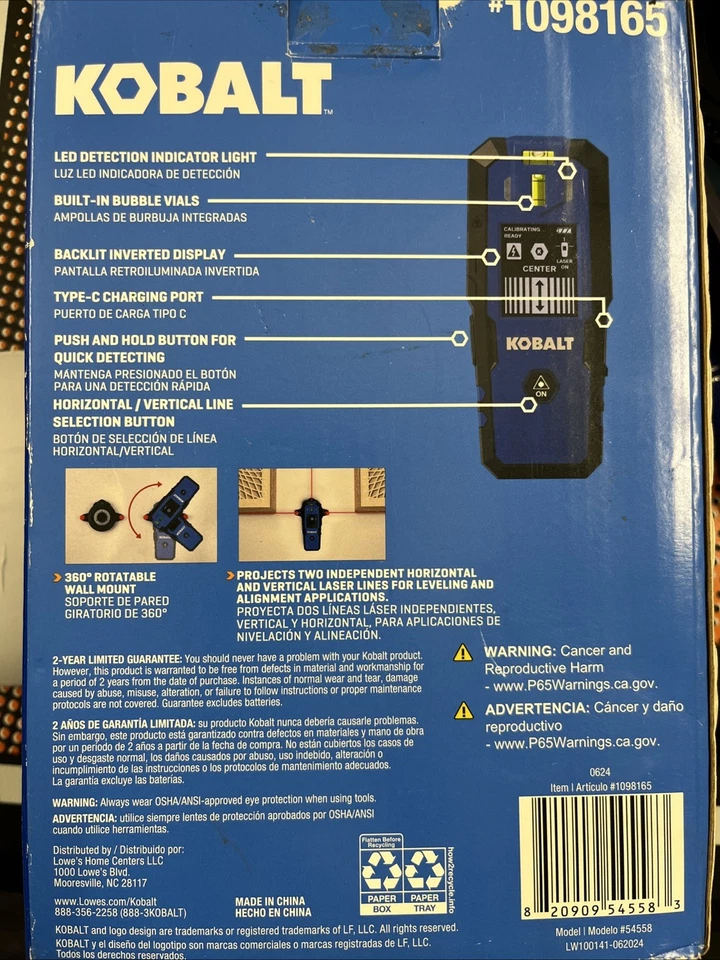 #1098165
KOBALT™
LED DETECTION INDICATOR LIGHT
LUZ LED INDICADORA DE DETECCIÓN
BUILT-IN BUBBLE VIALS
AMPOLLAS DE BURBUJA INTEGRADAS
BACKLIT INVERTED DISPLAY
PANTALLA RETROILUMINADA INVERTIDA
TYPE-C CHARGING PORT
PUERTO DE CARGA TIPO C
PUSH AND HOLD BUTTON FOR
QUICK DETECTING
MANTENGA PRESIONADO EL BOTÓN
PARA UNA DETECCIÓN RÁPIDA
HORIZONTAL / VERTICAL LINE
SELECTION BUTTON
BOTÓN DE SELECCIÓN DE LÍNEA
HORIZONTAL/VERTICAL
CALIBRATING
READY
LASER
ON
CENTER
KOBALT
ON
KOBALT
KOBALT
360° ROTATABLE
WALL MOUNT
SOPORTE DE PARED
GIRATORIO DE 360°
PROJECTS TWO INDEPENDENT HORIZONTAL
AND VERTICAL LASER LINES FOR LEVELING AND
ALIGNMENT APPLICATIONS.
PROYECTA DOS LÍNEAS LÁSER INDEPENDIENTES,
VERTICAL Y HORIZONTAL, PARA APLICACIONES DE
NIVELACIÓN Y ALINEACIÓN.
2-YEAR LIMITED GUARANTEE: You should never have a problem with your Kobalt product.
However, this product is warranted to be free from defects in material and workmanship for
a period of 2 years from the date of purchase. Instances of normal wear and tear, damage
caused by abuse, misuse, alteration, or failure to follow instructions or proper maintenance
protocols are not covered. Guarantee excludes batteries.
2 AÑOS DE GARANTÍA LIMITADA: su producto Kobalt nunca debería causarle problemas.
Sin embargo, este producto está garantizado contra defectos en materiales y mano de obra
por un período de 2 años a partir de la fecha de compra. No están cubiertos los casos de
uso y desgaste normal, los daños causados por abuso, uso indebido, alteración o
incumplimiento de las instrucciones o los protocolos de mantenimiento adecuados.
La garantía excluye las baterías.
WARNING: Always wear OSHA/ANSI-approved eye protection when using tools.
ADVERTENCIA: utilice siempre lentes de protección aprobados por OSHA/ANSI
cuando utilice herramientas.
WARNING: Cancer and
Reproductive Harm
- www.P65Warnings.ca.gov.
ADVERTENCIA: Cáncer y daño
reproductivo
- www.P65Warnings.ca.gov.
Distributed by / Distribuido por:
Lowe's Home Centers LLC
1000 Lowe's Blvd.
Mooresville, NC 28117
www.Lowes.com/Kobalt
888-356-2258 (888-3KOBALT)
MADE IN CHINA
HECHO EN CHINA
Flatten Before
Recycling
PAPER
BOX
PAPER
TRAY
how2recycle.info
0624
Item | Artículo #1098165
8 20909 54558 3
Model | Modelo #54558
LW100141-062024
KOBALT and logo design are trademarks or registered trademarks of LF, LLC. All rights reserved.
KOBALT y el diseño del logotipo son marcas comerciales o marcas registradas de LF, LLC.
Todos los derechos reservados.